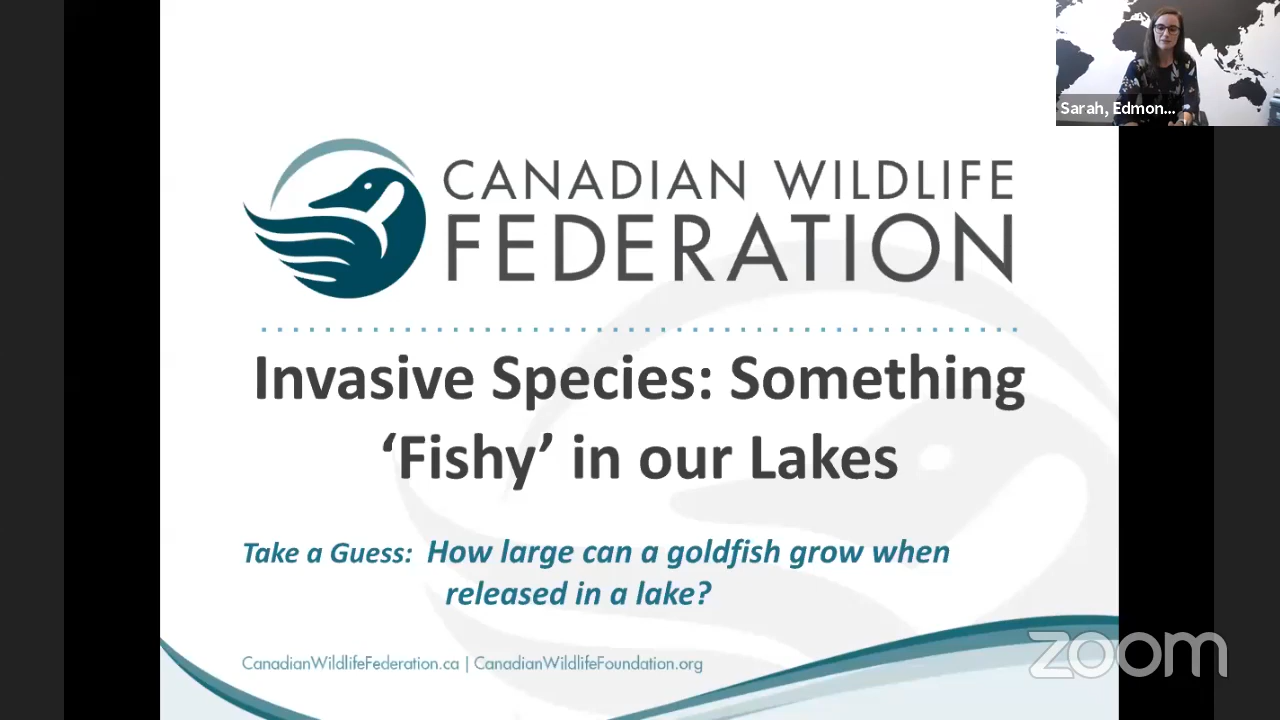 Sarah, Edmon...
CANADIAN WILDLIFE
FEDERATION
Invasive Species: Something
‘Fishy’ in our Lakes
Take a Guess: How large can a goldfish grow when
released in a lake?
CanadianWildlifeFederation.ca | CanadianWildlifeFoundation.org
zoom